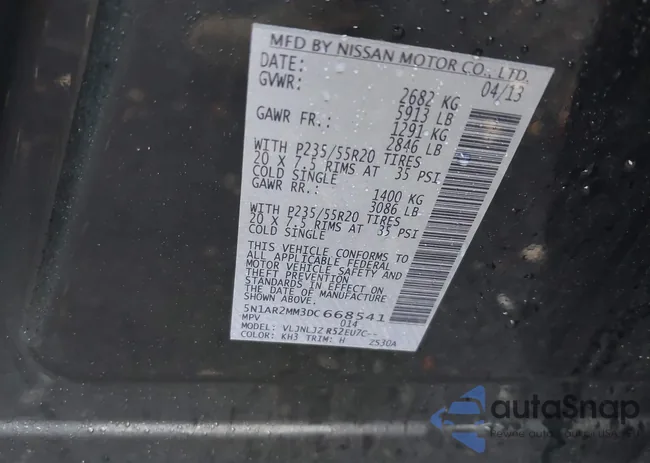 MFD BY NISSAN MOTOR CO., LTD.
DATE: 04/13
GVWR: 2682 KG
5913 LB
GAWR FR.: 1291 KG
2846 LB
WITH P235/55R20 TIRES
20 X 7.5 RIMS AT 35 PSI
COLD SINGLE
GAWR RR.: 1400 KG
3086 LB
WITH P235/55R20 TIRES
20 X 7.5 RIMS AT 35 PSI
COLD SINGLE
THIS VEHICLE CONFORMS TO
ALL APPLICABLE FEDERAL
MOTOR VEHICLE SAFETY AND
THEFT PREVENTION
STANDARDS IN EFFECT ON
THE DATE OF MANUFACTURE
SHOWN ABOVE.
5N1AR2MM3DC668541
MPV 014
MODEL: VLJNLJZ R52EU7C--
COLOR: KH3 TRIM: H 2S30A
autoSnap